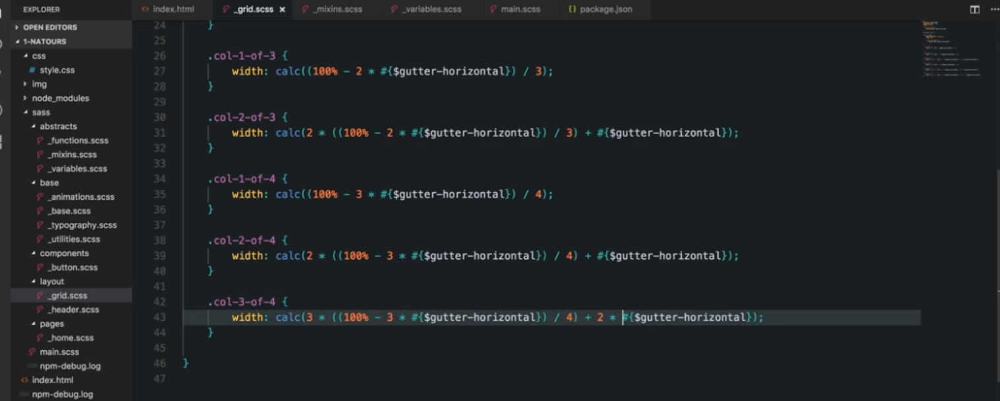 EXPLORER
OPEN EDITORS
1-NATOURS
css
# style.css
img
node_modules
sass
abstracts
_functions.scss
_mixins.scss
_variables.scss
base
_animations.scss
_base.scss
_typography.scss
_utilities.scss
components
_button.scss
layout
_grid.scss
_header.scss
pages
_home.scss
main.scss
npm-debug.log
<> index.html
npm-debug.log
<> index.html _grid.scss × _mixins.scss _variables.scss main.scss {} package.json
24 }
25
26 .col-1-of-3 {
27 width: calc((100% - 2 * #{$gutter-horizontal}) / 3);
28 }
29
30 .col-2-of-3 {
31 width: calc(2 * ((100% - 2 * #{$gutter-horizontal}) / 3) + #{$gutter-horizontal});
32 }
33
34 .col-1-of-4 {
35 width: calc((100% - 3 * #{$gutter-horizontal}) / 4);
36 }
37
38 .col-2-of-4 {
39 width: calc(2 * ((100% - 3 * #{$gutter-horizontal}) / 4) + #{$gutter-horizontal});
40 }
41
42 .col-3-of-4 {
43 width: calc(3 * ((100% - 3 * #{$gutter-horizontal}) / 4) + 2 * #{$gutter-horizontal});
44 }
45
46 }
47